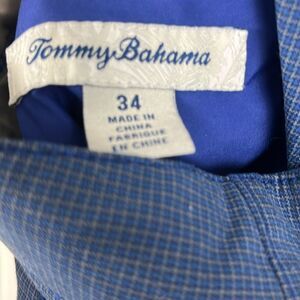 Tommy Bahama
34
MADE IN
CHINA
FABRIQUE
EN CHINE